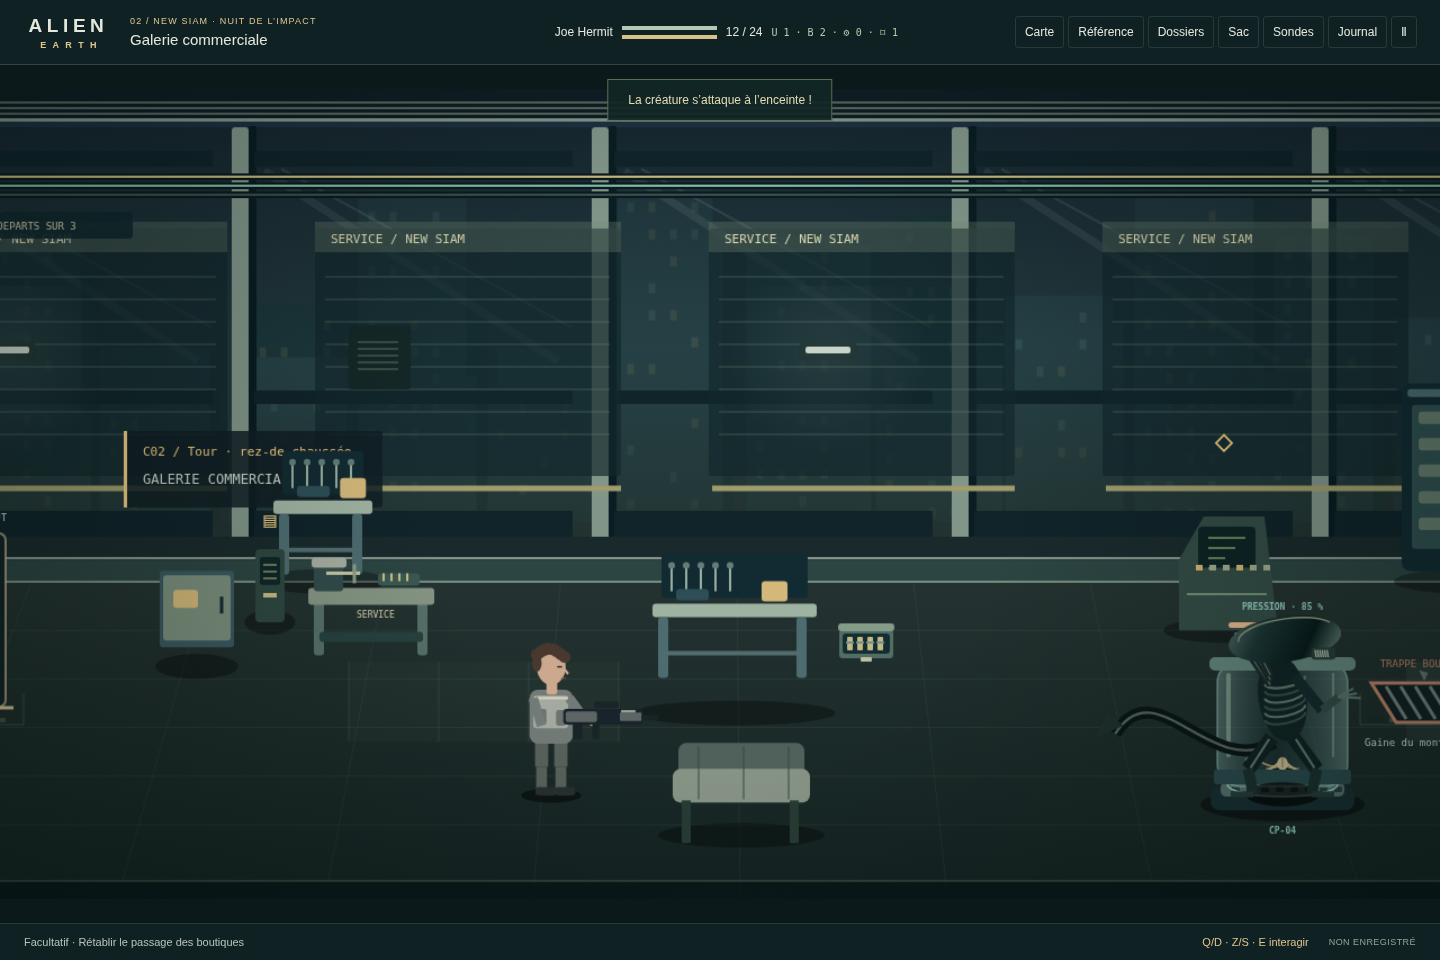 ALIEN
EARTH
02 / NEW SIAM · NUIT DE L'IMPACT
Galerie commerciale
Joe Hermit
12 / 24
U 1 · B 2 · ⚙ 0 · ⌑ 1
Carte
Référence
Dossiers
Sac
Sondes
Journal
II
La créature s’attaque à l’enceinte !
DEPARTS SUR 3
NEW SIAM
SERVICE / NEW SIAM
SERVICE / NEW SIAM
SERVICE / NEW SIAM
C02 / Tour · rez-de chaussée
GALERIE COMMERCIA
T
SERVICE
PRESSION · 85 %
TRAPPE BOU
Gaine du mon
CP-04
Facultatif · Rétablir le passage des boutiques
Q/D · Z/S · E interagir
NON ENREGISTRÉ